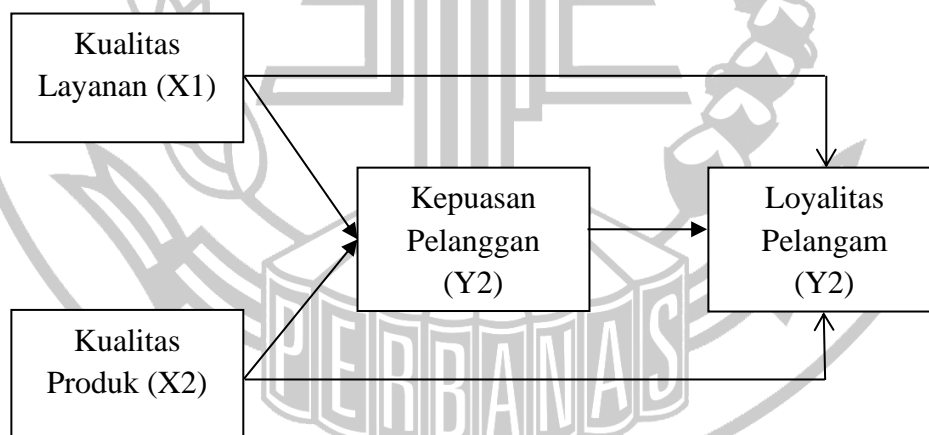 Kualitas
Layanan (X1)
Kepuasan
Pelanggan
(Y2)
Loyalitas
Pelangam
(Y2)
Kualitas
Produk (X2)
PERBANAS